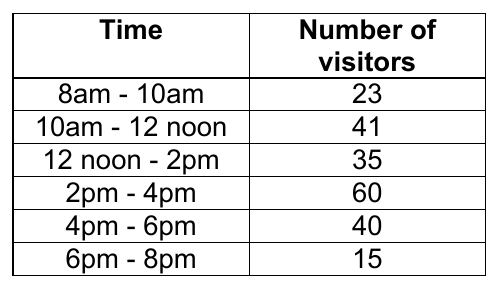 Time Number of
visitors
8am - 10am 23
10am - 12 noon 41
12 noon - 2pm 35
2pm - 4pm 60
4pm - 6pm 40
6pm - 8pm 15